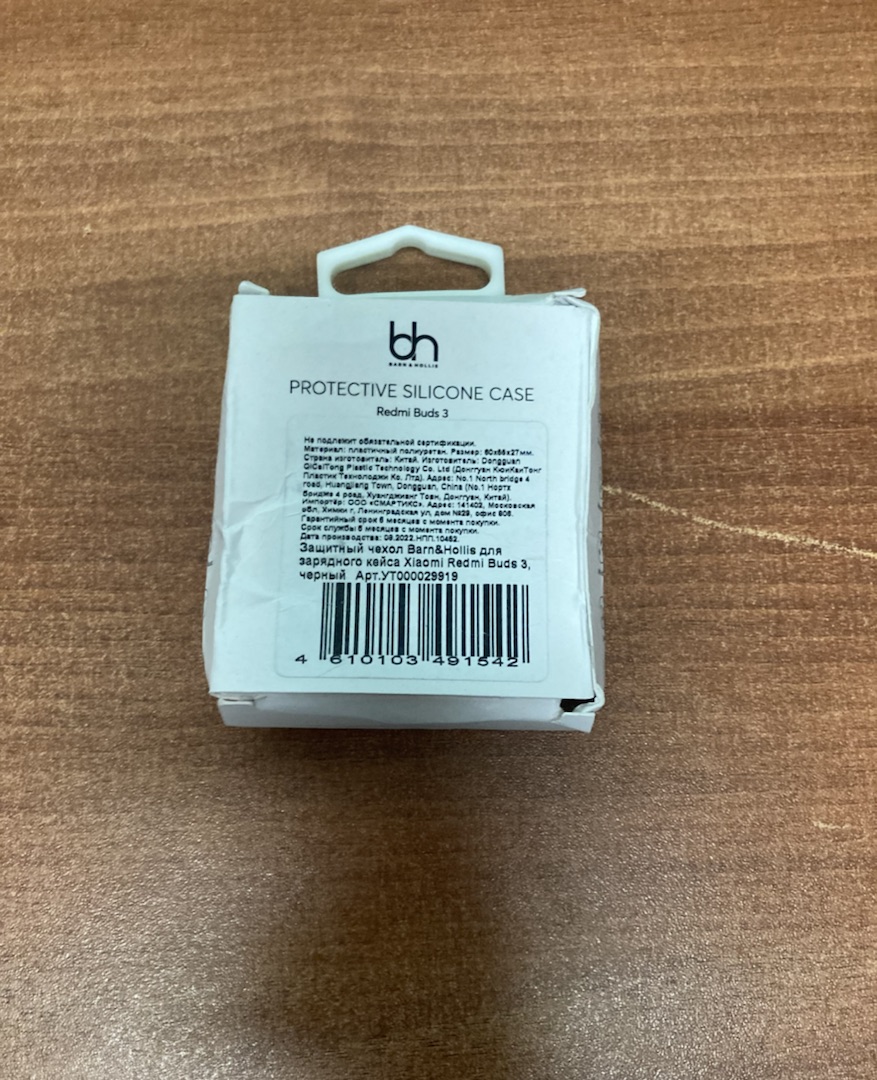 bh
BARN & HOLLIS
PROTECTIVE SILICONE CASE
Redmi Buds 3
Не подлежит обязательной сертификации.
Материал: пластичный полиуретан. Размер: 60х66х27мм.
Страна изготовитель: Китай. Изготовитель: Dongguan
QiCaiTong Plastic Technology Co. Ltd (Донггуан КюиКаиТонг
Пластик Технолоджи Ко. Лтд). Адрес: No.1 North bridge 4
road, Huangjiang Town, Dongguan, China (No.1 Нортх
бридже 4 роад, Хуангджианг Товн, Донггуан, Китай).
Импортёр: ООО «СМАРТИКС». Адрес: 141402, Московская
обл, Химки г, Ленинградская ул, дом №29, офис 806.
Гарантийный срок 6 месяцев с момента покупки.
Срок службы 6 месяцев с момента покупки.
Дата производства: 08.2022.НПП.10462.
Защитный чехол Barn&Hollis для
зарядного кейса Xiaomi Redmi Buds 3,
черный Арт.УТ000029919
4 610103 491542